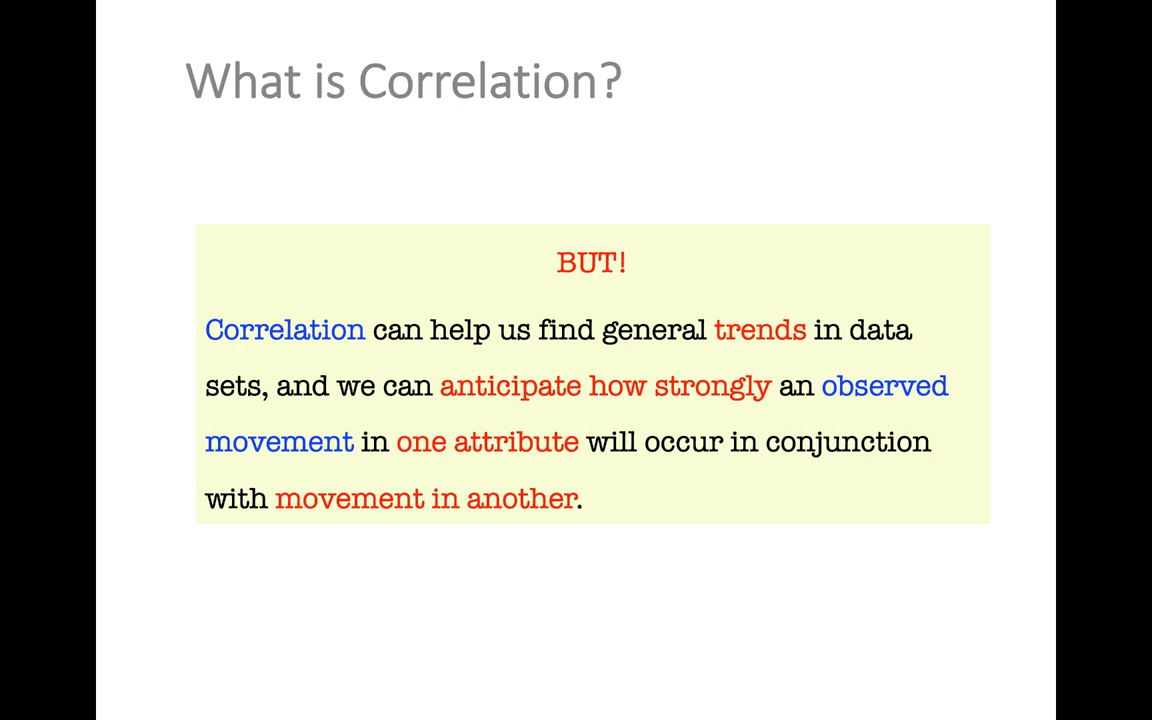 What is Correlation?
BUT!
Correlation can help us find general trends in data
sets, and we can anticipate how strongly an observed
movement in one attribute will occur in conjunction
with movement in another.